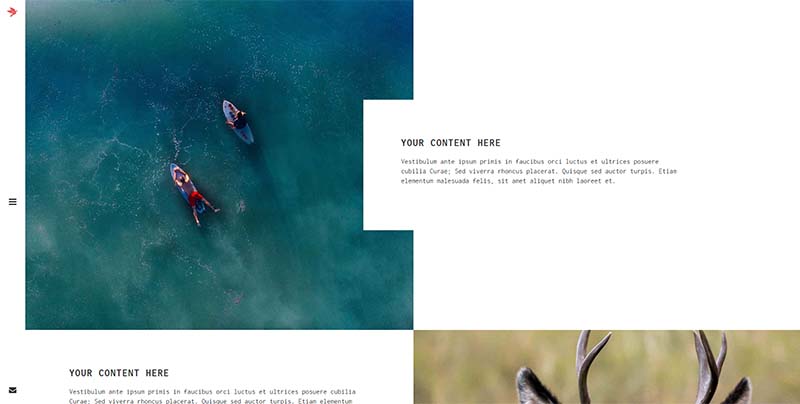 YOUR CONTENT HERE
Vestibulum ante ipsum primis in faucibus orci luctus et ultrices posuere
cubilia Curae; Sed viverra rhoncus placerat. Quisque sed auctor turpis. Etiam
elementum malesuada felis, sit amet aliquet nibh laoreet et.
YOUR CONTENT HERE
Vestibulum ante ipsum primis in faucibus orci luctus et ultrices posuere
cubilia Curae; Sed viverra rhoncus placerat. Quisque sed auctor turpis. Etiam elementum